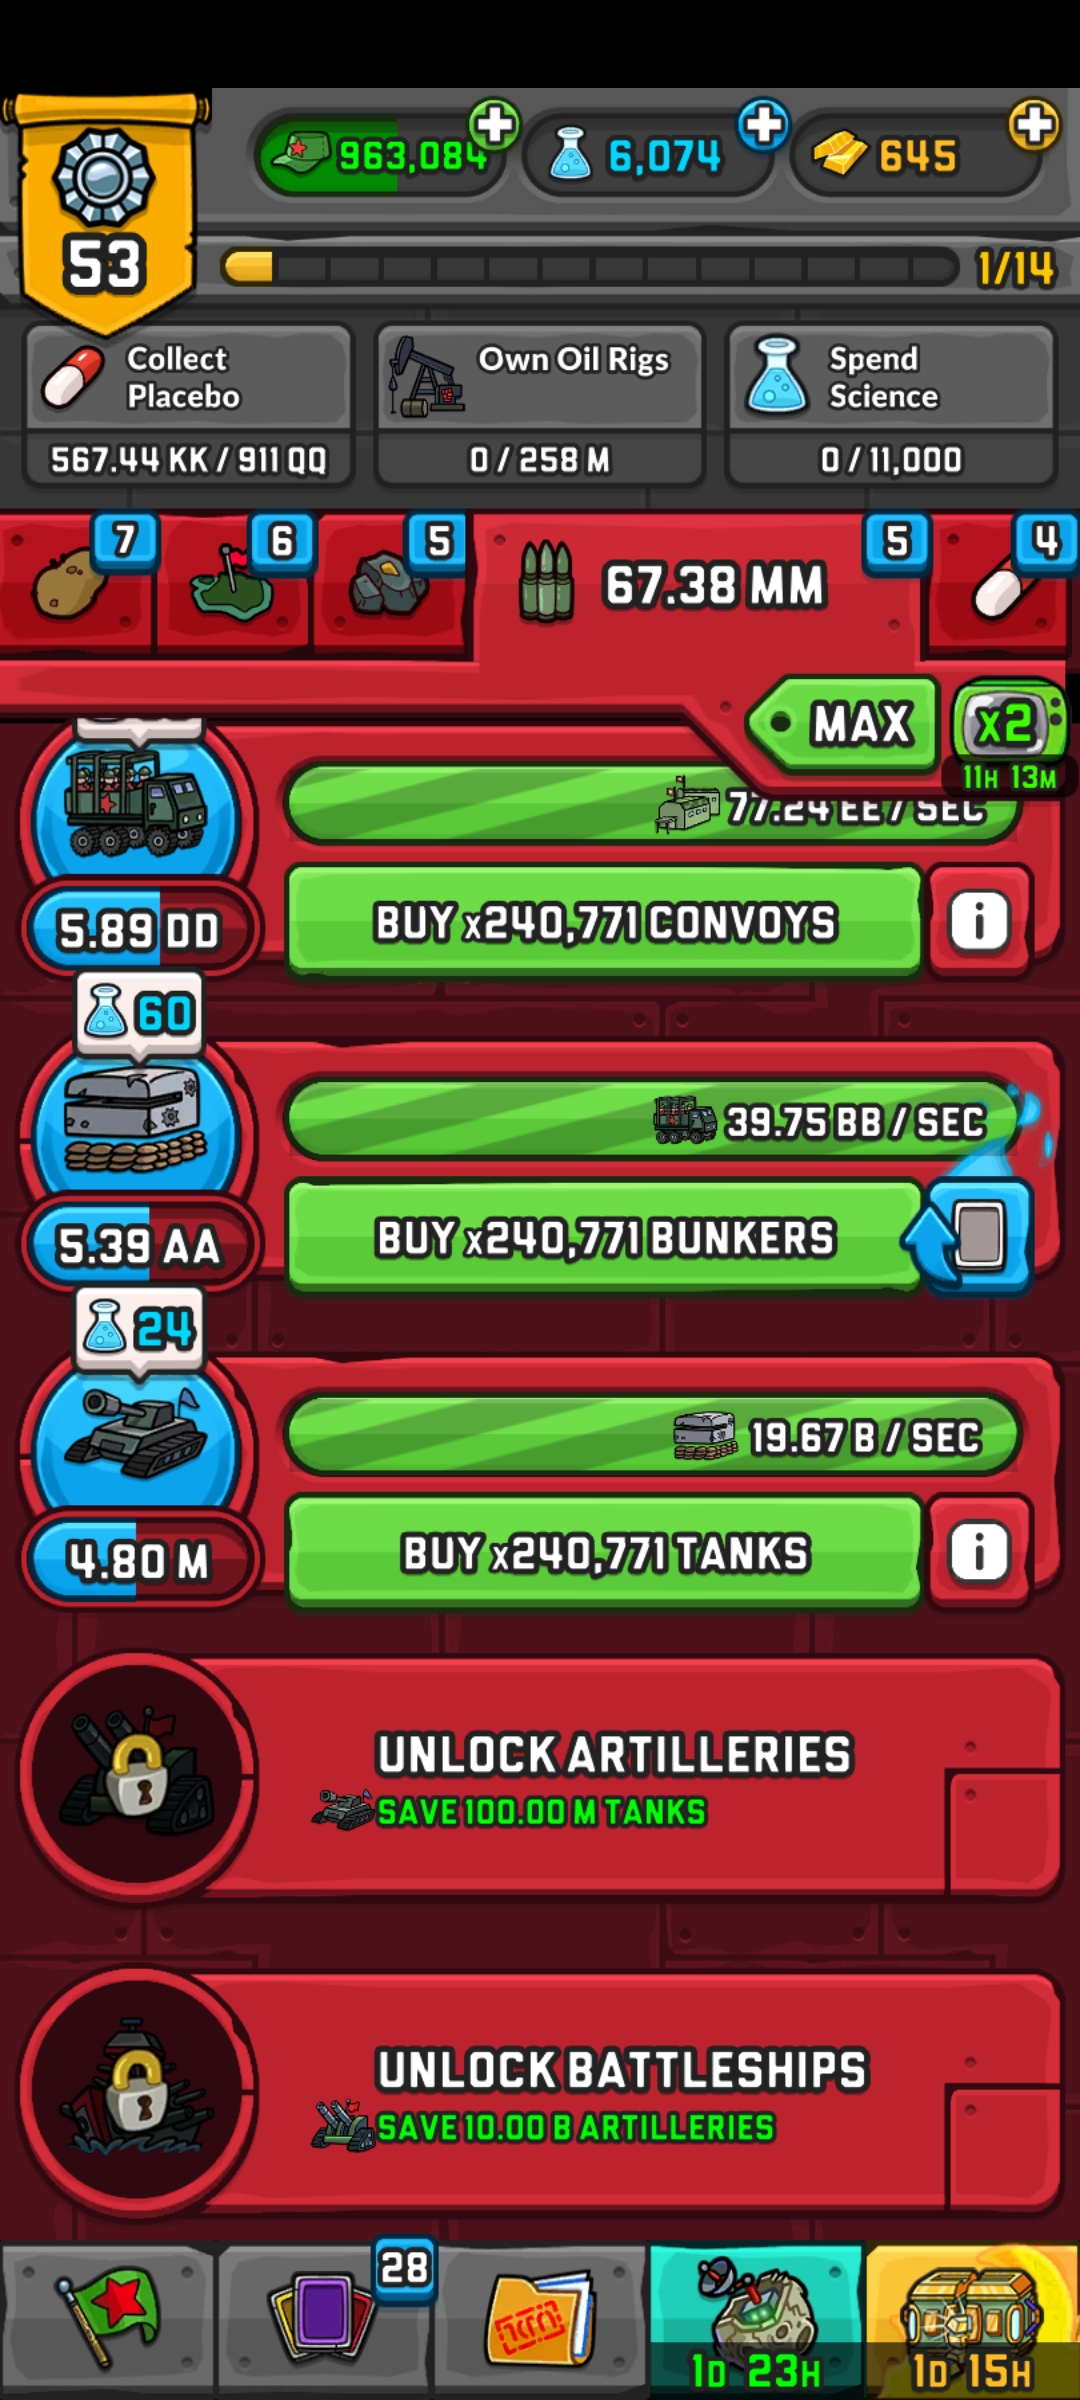 963,084
6,074
645
53
1/14
Collect
Placebo
567.44 KK / 911 QQ
Own Oil Rigs
0 / 258 M
Spend
Science
0 / 11,000
7
6
5
67.38 MM
5
4
MAX
x2
11H 13M
77.24 EE / SEC
5.89 DD
BUY x240,771 CONVOYS
i
60
39.75 BB / SEC
5.39 AA
BUY x240,771 BUNKERS
24
19.67 B / SEC
4.80 M
BUY x240,771 TANKS
i
UNLOCK ARTILLERIES
SAVE 100.00 M TANKS
UNLOCK BATTLESHIPS
SAVE 10.00 B ARTILLERIES
28
1D 23H
1D 15H